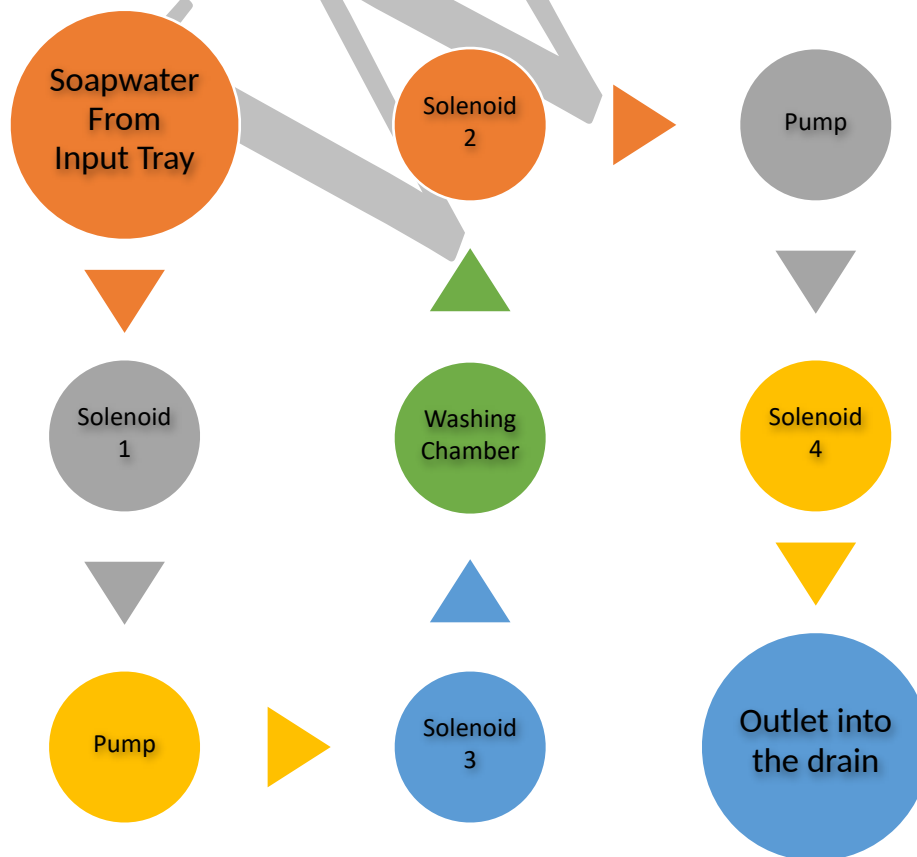 Soapwater
From
Input Tray
Solenoid
1
Pump
Solenoid
3
Washing
Chamber
Solenoid
2
Pump
Solenoid
4
Outlet into
the drain